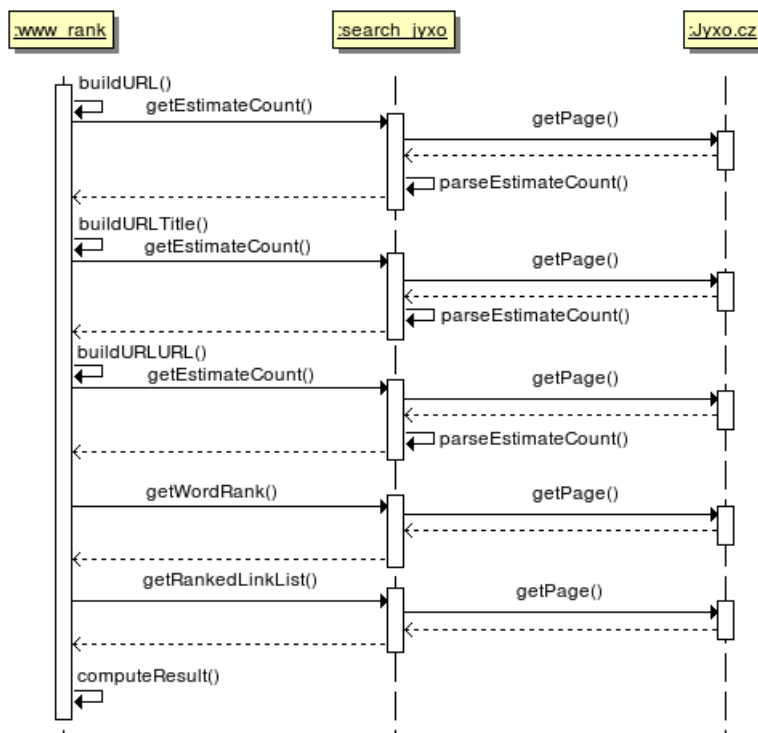 :www_rank
:search_jyxo
:Jyxo.cz
buildURL()
getEstimateCount()
getPage()
parseEstimateCount()
buildURLTitle()
getEstimateCount()
getPage()
parseEstimateCount()
buildURLURL()
getEstimateCount()
getPage()
parseEstimateCount()
getWordRank()
getPage()
getRankedLinkList()
getPage()
computeResult()